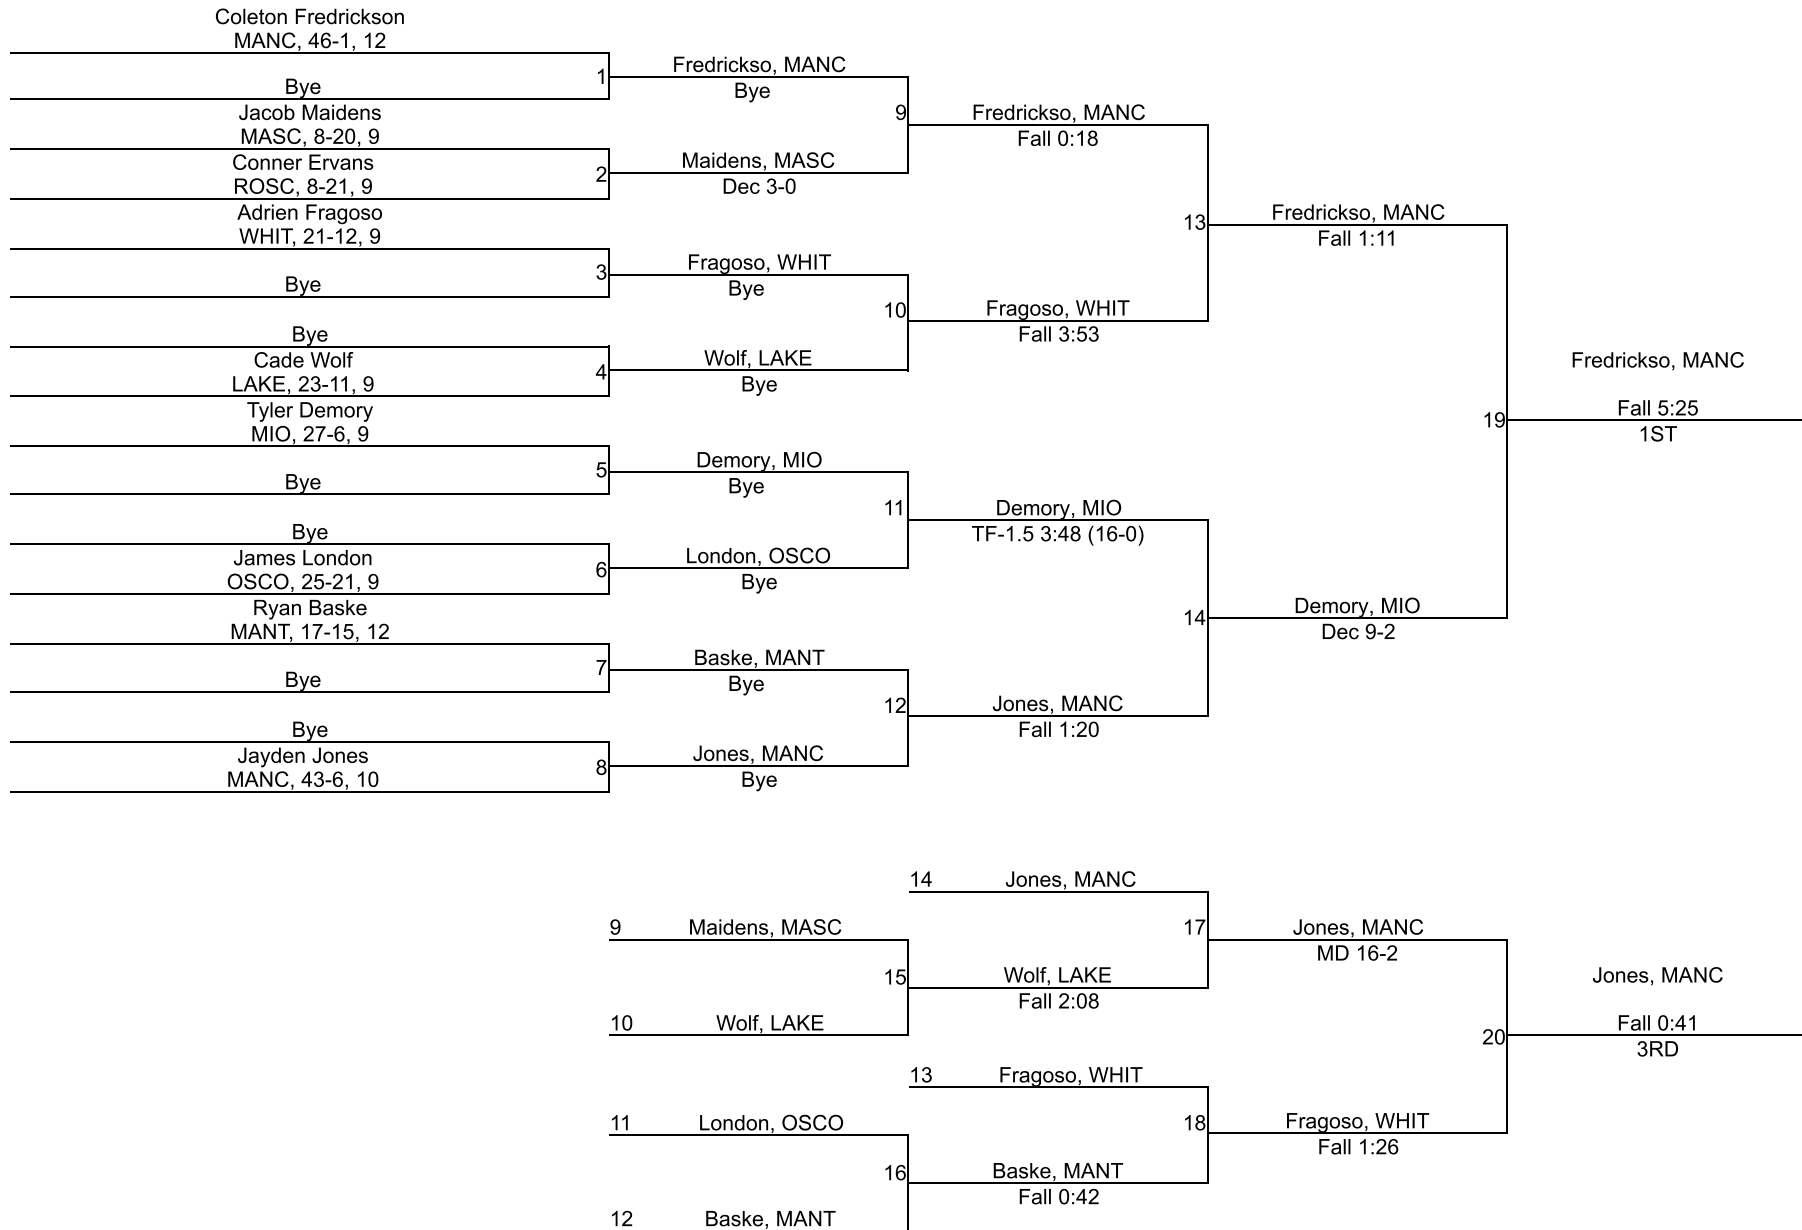 Coleton Fredrickson
MANC, 46-1, 12
Bye
1
Jacob Maidens
MASC, 8-20, 9
Conner Ervans
ROSC, 8-21, 9
2
Adrien Fragoso
WHIT, 21-12, 9
Bye
3
Bye
Cade Wolf
LAKE, 23-11, 9
4
Tyler Demory
MIO, 27-6, 9
Bye
5
Bye
James London
OSCO, 25-21, 9
6
Ryan Baske
MANT, 17-15, 12
Bye
7
Bye
Jayden Jones
MANC, 43-6, 10
8
Fredrickso, MANC
Bye
9
Maidens, MASC
Dec 3-0
Fragoso, WHIT
Bye
10
Wolf, LAKE
Bye
Demory, MIO
Bye
11
London, OSCO
Bye
Baske, MANT
Bye
12
Jones, MANC
Bye
Fredrickso, MANC
Fall 0:18
13
Fragoso, WHIT
Fall 3:53
Demory, MIO
TF-1.5 3:48 (16-0)
14
Jones, MANC
Fall 1:20
Fredrickso, MANC
Fall 1:11
19
Demory, MIO
Dec 9-2
Fredrickso, MANC
Fall 5:25
1ST
14 Jones, MANC
9 Maidens, MASC
17
Jones, MANC
MD 16-2
15
Wolf, LAKE
Fall 2:08
10 Wolf, LAKE
Jones, MANC
Fall 0:41
3RD
20
13 Fragoso, WHIT
11 London, OSCO
18
Fragoso, WHIT
Fall 1:26
16
Baske, MANT
Fall 0:42
12 Baske, MANT